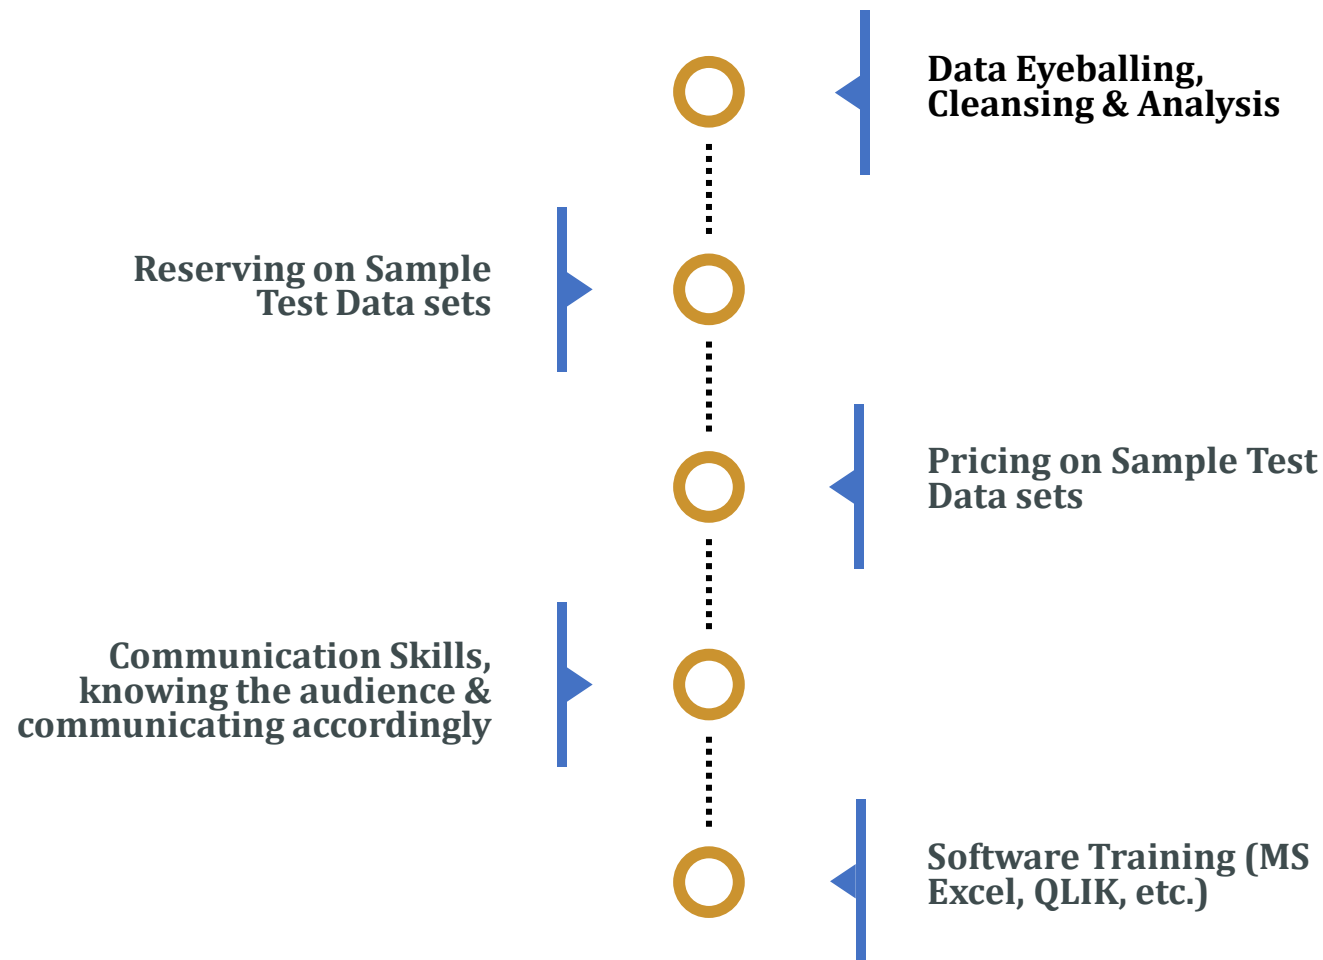 Data Eyeballing,
Cleansing & Analysis
Reserving on Sample
Test Data sets
Pricing on Sample Test
Data sets
Communication Skills,
knowing the audience &
communicating accordingly
Software Training (MS
Excel, QLIK, etc.)